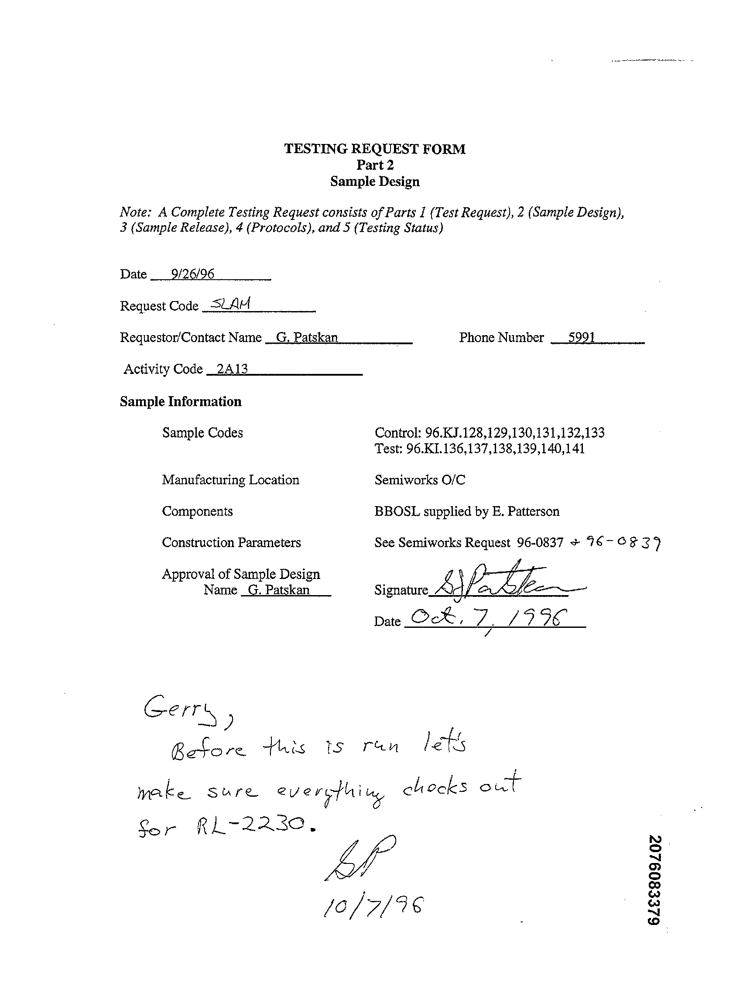 TESTING REQUEST FORM
Part 2
Sample Design
Note: A Complete Testing Request consists of Parts 1 (Test Request), 2 (Sample Design),
3 (Sample Release), 4 (Protocols), and 5 (Testing Status)
Date 9/26/96
Request Code SLAM
Requestor/Contact Name G. Patskan Phone Number 5991
Activity Code 2A13
Sample Information
Sample Codes Control: 96.KJ.128,129,130,131,132,133
Test: 96.KI.136,137,138,139,140,141
Manufacturing Location Semiworks O/C
Components BBOSL supplied by E. Patterson
Construction Parameters See Semiworks Request 96-0837 + 96-0839
Approval of Sample Design
Name G. Patskan Signature GJPatskan
Date Oct. 7, 1996
Gerry,
Before this is run let's
make sure everything checks out
for RL-2230.
GP
10/7/96
2076083379